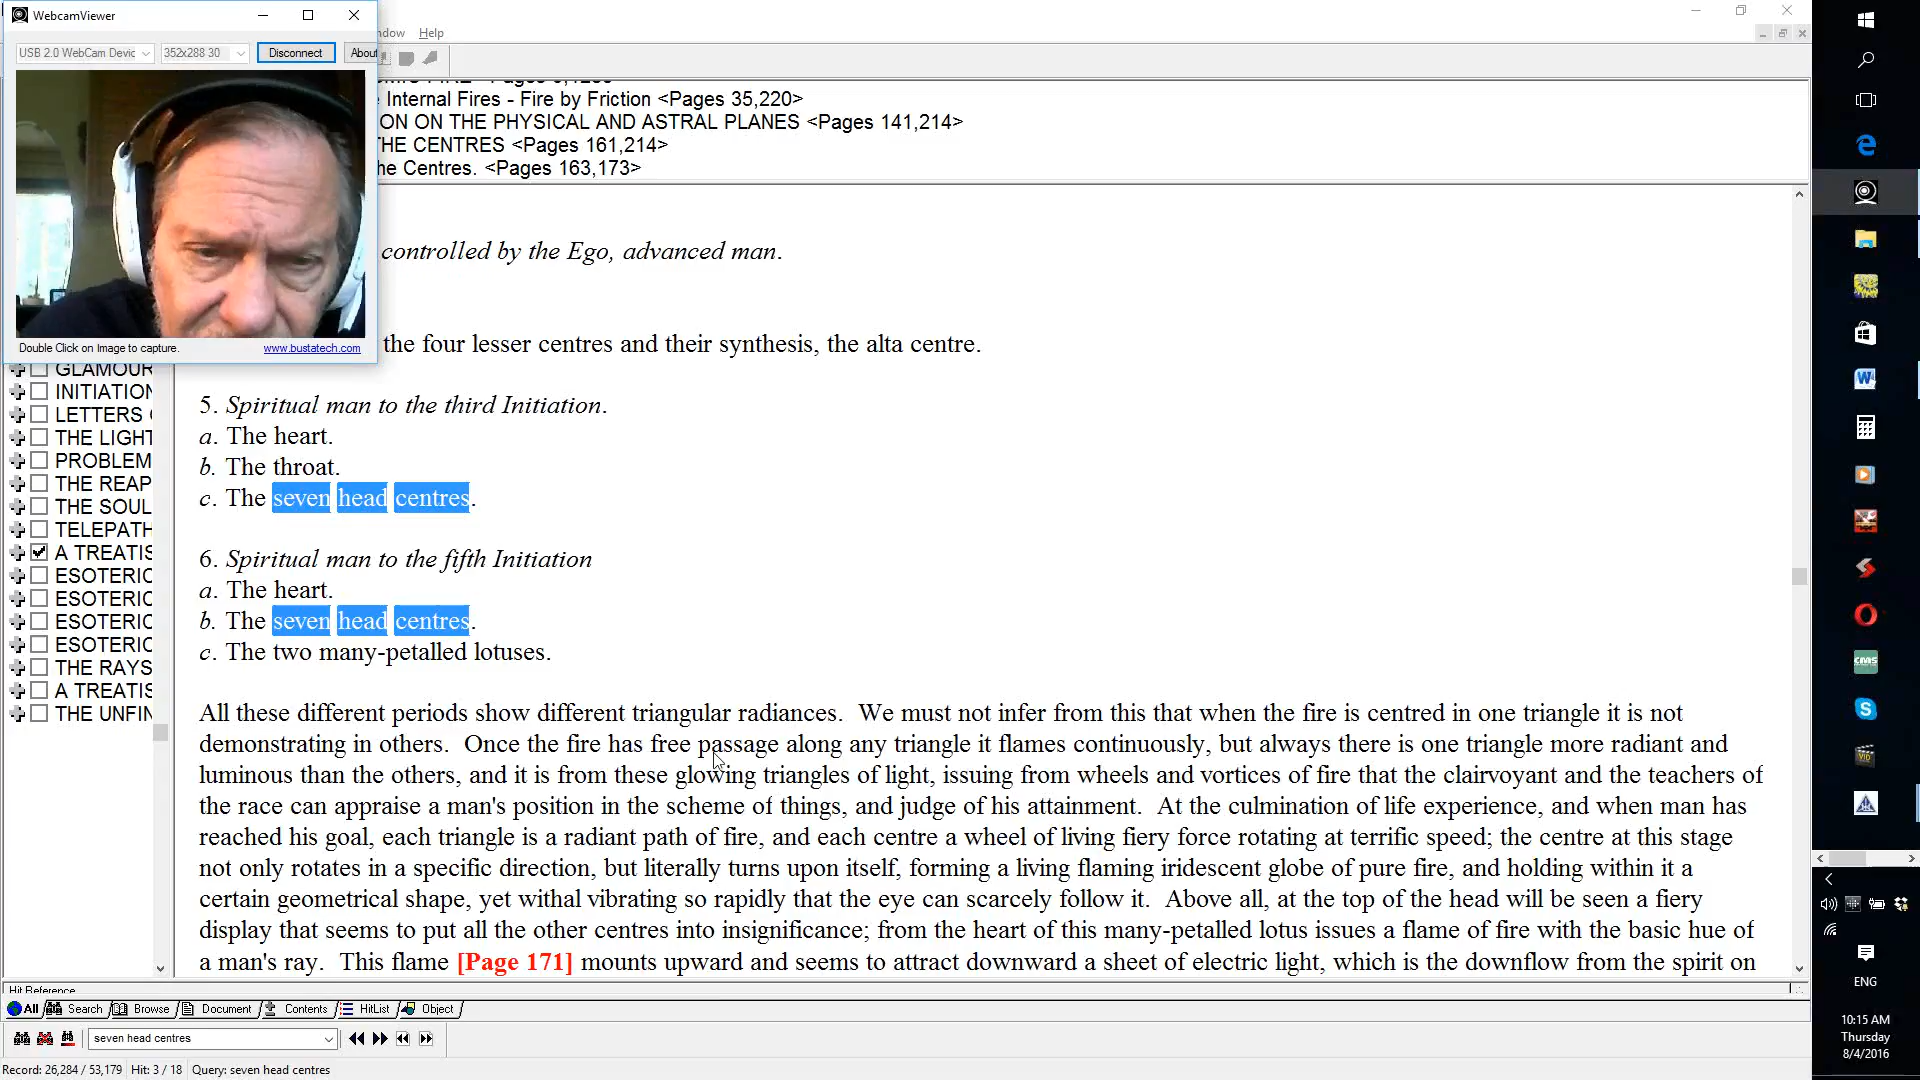 WebcamViewer
USB 2.0 WebCam Devic
352x288 30
Disconnect
About
Double Click on Image to capture.
www.bustatech.com
Help
Internal Fires - Fire by Friction <Pages 35,220>
ON ON THE PHYSICAL AND ASTRAL PLANES <Pages 141,214>
THE CENTRES <Pages 161,214>
he Centres. <Pages 163,173>
controlled by the Ego, advanced man.
the four lesser centres and their synthesis, the alta centre.
5. Spiritual man to the third Initiation.
a. The heart.
b. The throat.
c. The seven head centres.
6. Spiritual man to the fifth Initiation
a. The heart.
b. The seven head centres.
c. The two many-petalled lotuses.
All these different periods show different triangular radiances. We must not infer from this that when the fire is centred in one triangle it is not
demonstrating in others. Once the fire has free passage along any triangle it flames continuously, but always there is one triangle more radiant and
luminous than the others, and it is from these glowing triangles of light, issuing from wheels and vortices of fire that the clairvoyant and the teachers of
the race can appraise a man's position in the scheme of things, and judge of his attainment. At the culmination of life experience, and when man has
reached his goal, each triangle is a radiant path of fire, and each centre a wheel of living fiery force rotating at terrific speed; the centre at this stage
not only rotates in a specific direction, but literally turns upon itself, forming a living flaming iridescent globe of pure fire, and holding within it a
certain geometrical shape, yet withal vibrating so rapidly that the eye can scarcely follow it. Above all, at the top of the head will be seen a fiery
display that seems to put all the other centres into insignificance; from the heart of this many-petalled lotus issues a flame of fire with the basic hue of
a man's ray. This flame [Page 171] mounts upward and seems to attract downward a sheet of electric light, which is the downflow from the spirit on
GLAMOUR
INITIATION
LETTERS
THE LIGHT
PROBLEM
THE REAP
THE SOUL
TELEPATH
A TREATIS
ESOTERIC
ESOTERIC
ESOTERIC
ESOTERIC
THE RAYS
A TREATIS
THE UNFIN
Hit Reference
All Search Browse Document Contents HitList Object
seven head centres
Record: 26,284 / 53,179 Hit: 3 / 18 Query: seven head centres
CMS
VID
ENG
10:15 AM
Thursday
8/4/2016